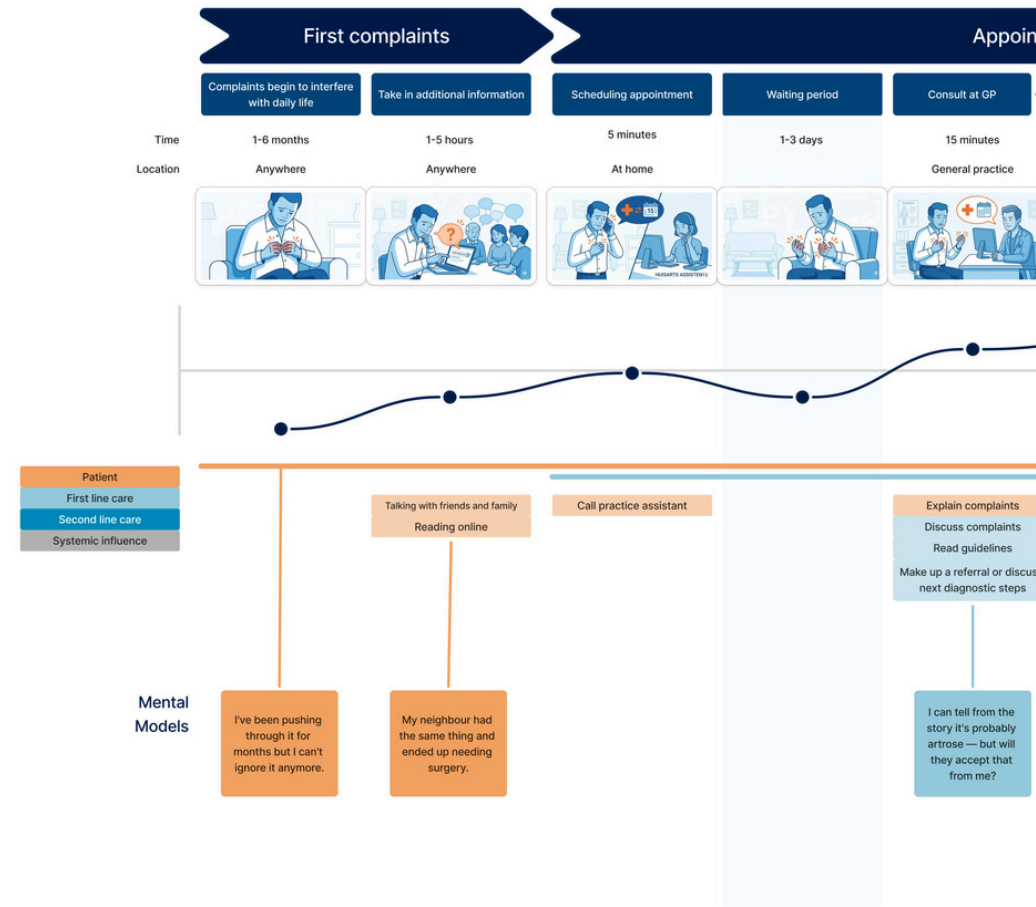 First complaints
Appoin
Complaints begin to interfere
with daily life
Take in additional information
Scheduling appointment
Waiting period
Consult at GP
Time
1-6 months
1-5 hours
5 minutes
1-3 days
15 minutes
Location
Anywhere
Anywhere
At home
General practice
?
15
HUISARTS ASSISTENTE
Patient
First line care
Second line care
Systemic influence
Talking with friends and family
Reading online
Call practice assistant
Explain complaints
Discuss complaints
Read guidelines
Make up a referral or discus
next diagnostic steps
Mental
Models
I've been pushing
through it for
months but I can't
ignore it anymore.
My neighbour had
the same thing and
ended up needing
surgery.
I can tell from the
story it's probably
artrose — but will
they accept that
from me?